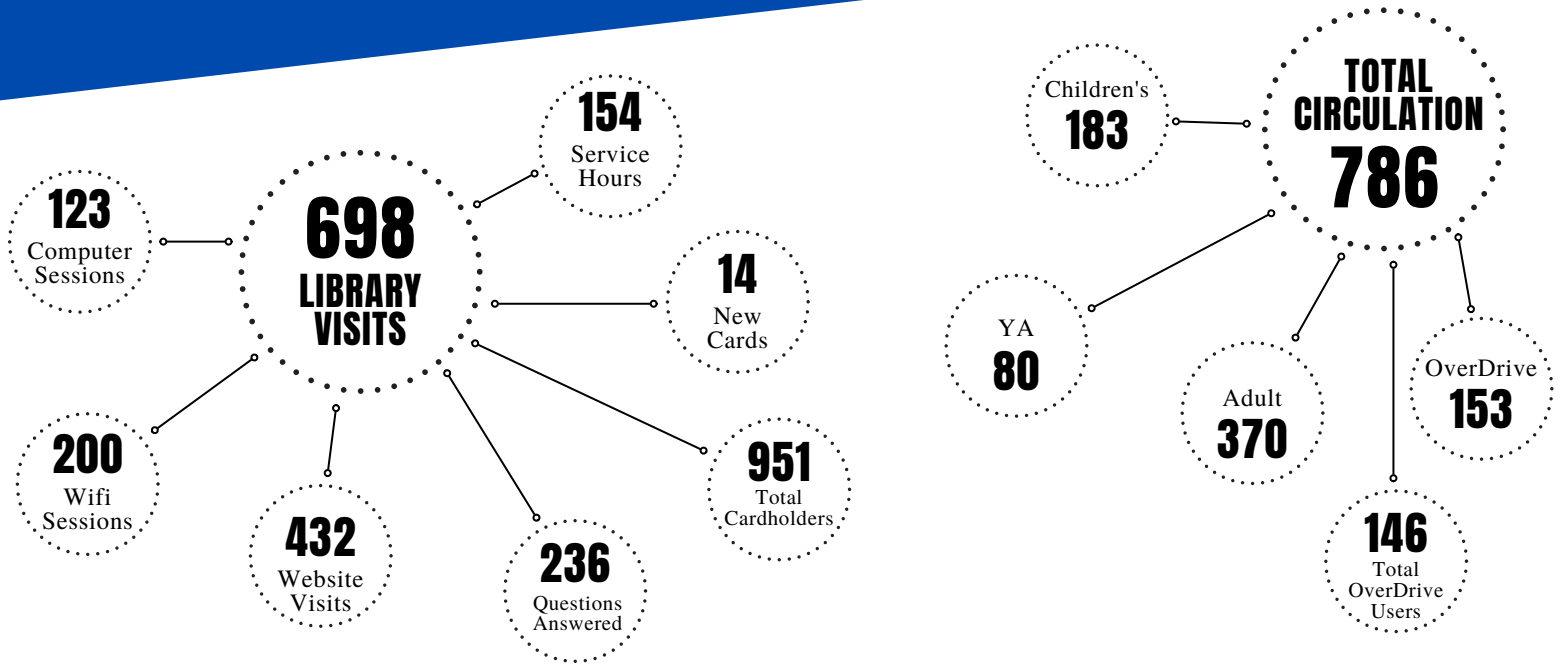 154
Service
Hours
123
Computer
Sessions
698
LIBRARY
VISITS
14
New
Cards
200
Wifi
Sessions
432
Website
Visits
236
Questions
Answered
951
Total
Cardholders
TOTAL
CIRCULATION
786
Children's
183
YA
80
Adult
370
OverDrive
153
146
Total
OverDrive
Users